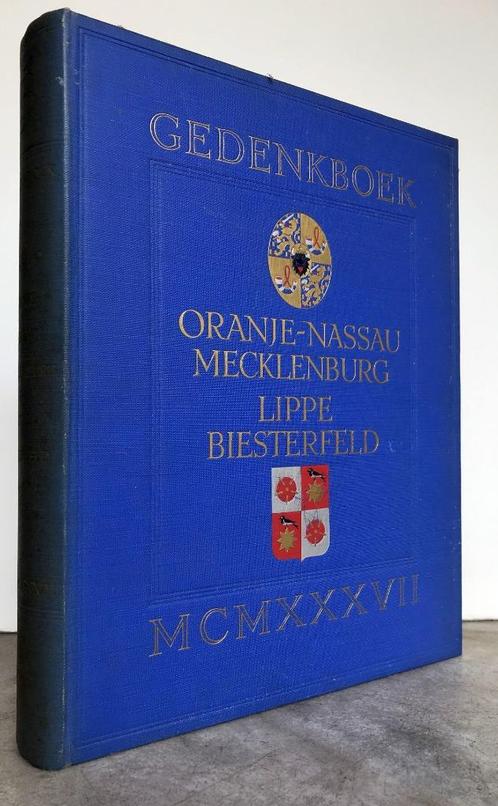 GEDENKBOEK
ORANJE-NASSAU
MECKLENBURG
LIPPE
BIESTERFELD
MCMXXXVII